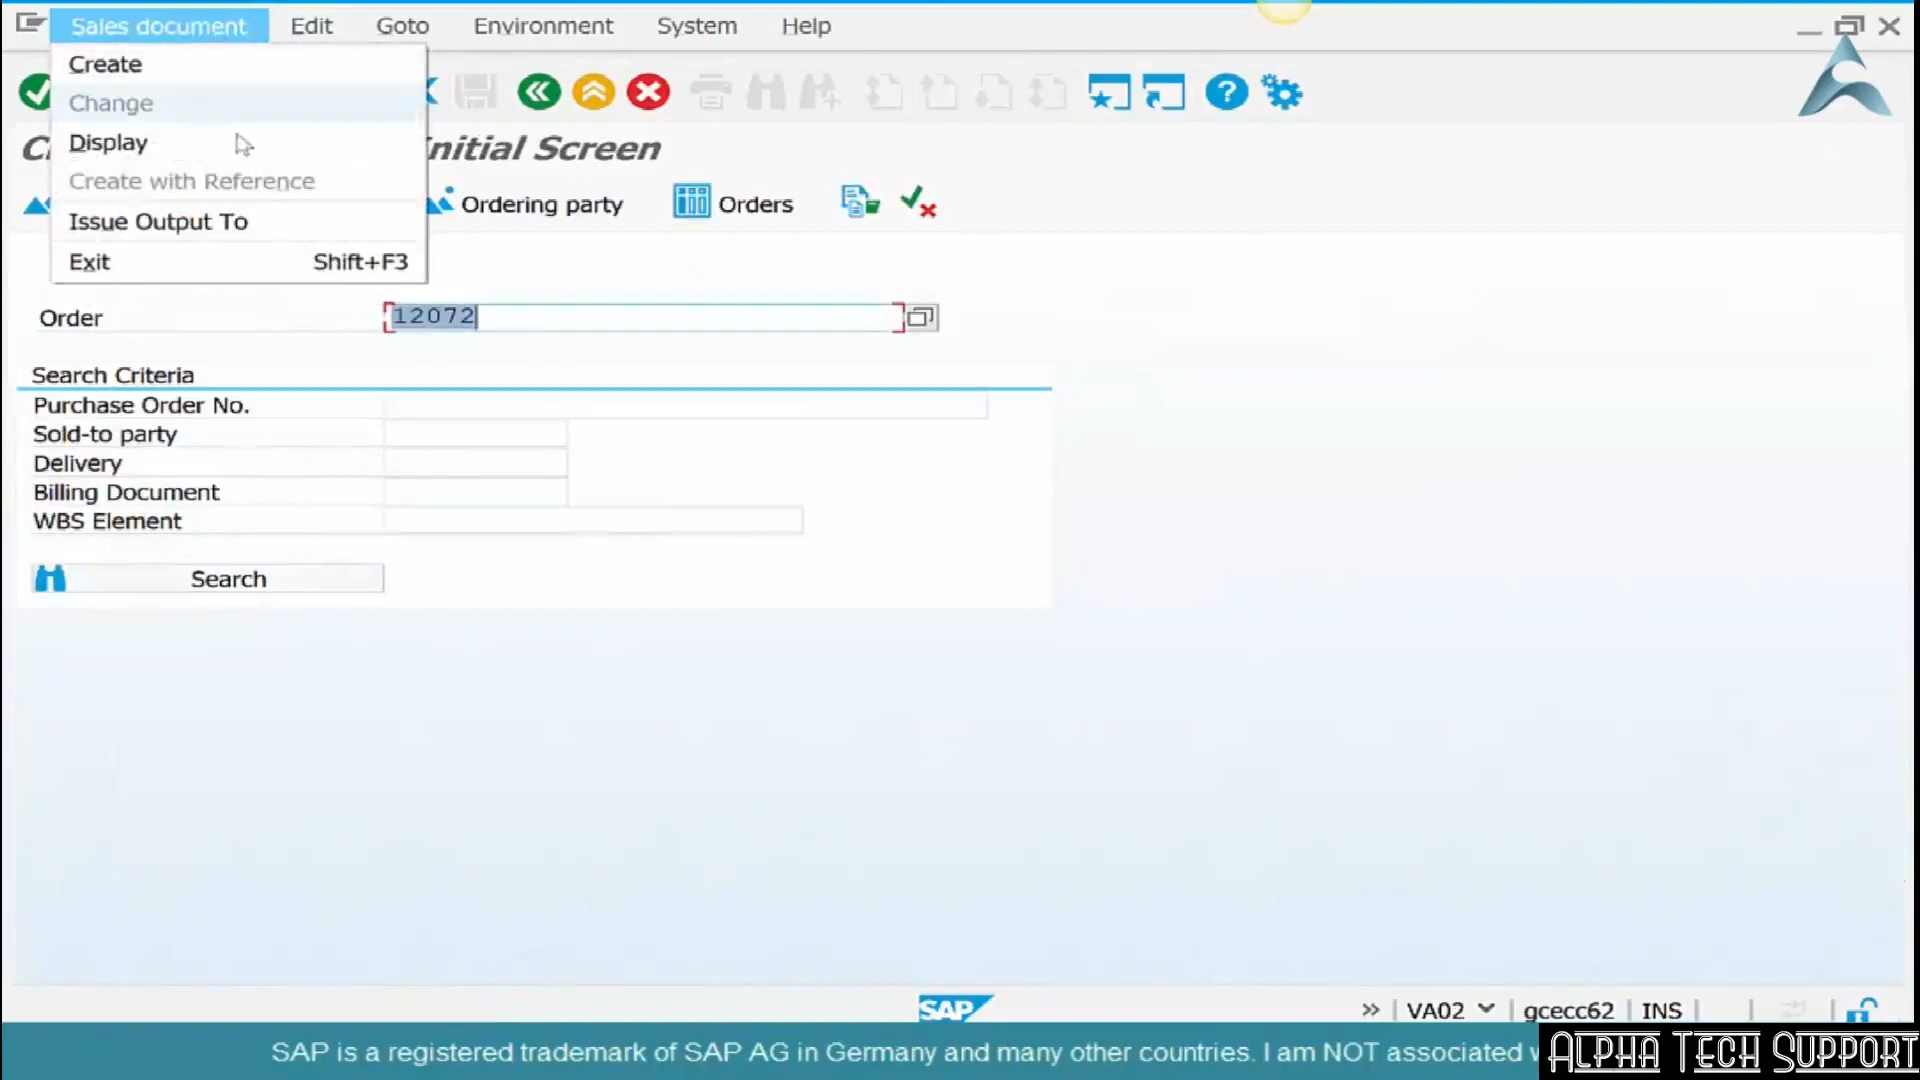 Sales document Edit Goto Environment System Help
Create
Change
Display
Create with Reference
Issue Output To
Exit Shift+F3
Initial Screen
Ordering party Orders
Order 12072
Search Criteria
Purchase Order No.
Sold-to party
Delivery
Billing Document
WBS Element
Search
SAP
VA02 gcecc62 INS
SAP is a registered trademark of SAP AG in Germany and many other countries. I am NOT associated
Alpha Tech Support